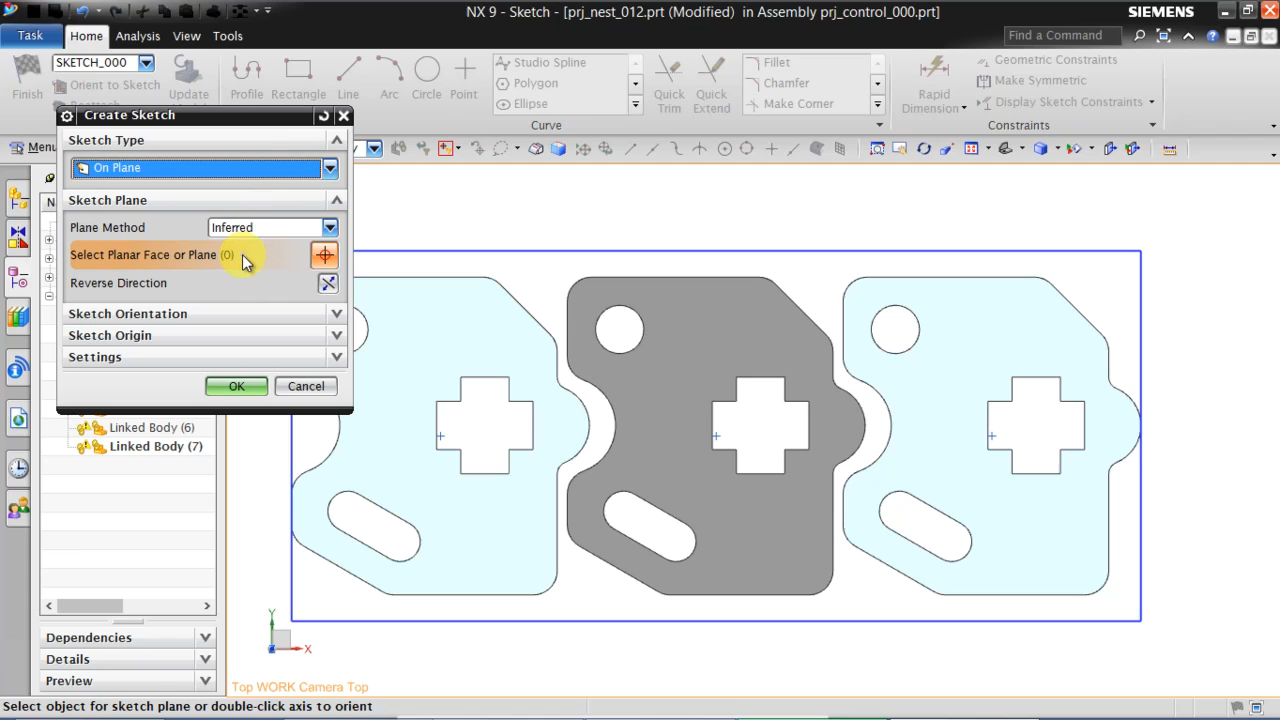 NX 9 - Sketch - [prj_nest_012.prt (Modified)  in Assembly prj_control_000.prt]
SIEMENS
Task
Home
Analysis
View
Tools
Find a Command
SKETCH_000
Orient to Sketch
Finish
Update
Profile
Rectangle
Line
Arc
Circle
Point
Studio Spline
Polygon
Ellipse
Quick Trim
Quick Extend
Fillet
Chamfer
Make Corner
Rapid Dimension
Geometric Constraints
Make Symmetric
Display Sketch Constraints
Curve
Constraints
Menu
Create Sketch
Sketch Type
On Plane
Sketch Plane
Plane Method
Inferred
Select Planar Face or Plane (0)
Reverse Direction
Sketch Orientation
Sketch Origin
Settings
OK
Cancel
Linked Body (6)
Linked Body (7)
Dependencies
Details
Preview
Y
X
Top WORK Camera Top
Select object for sketch plane or double-click axis to orient